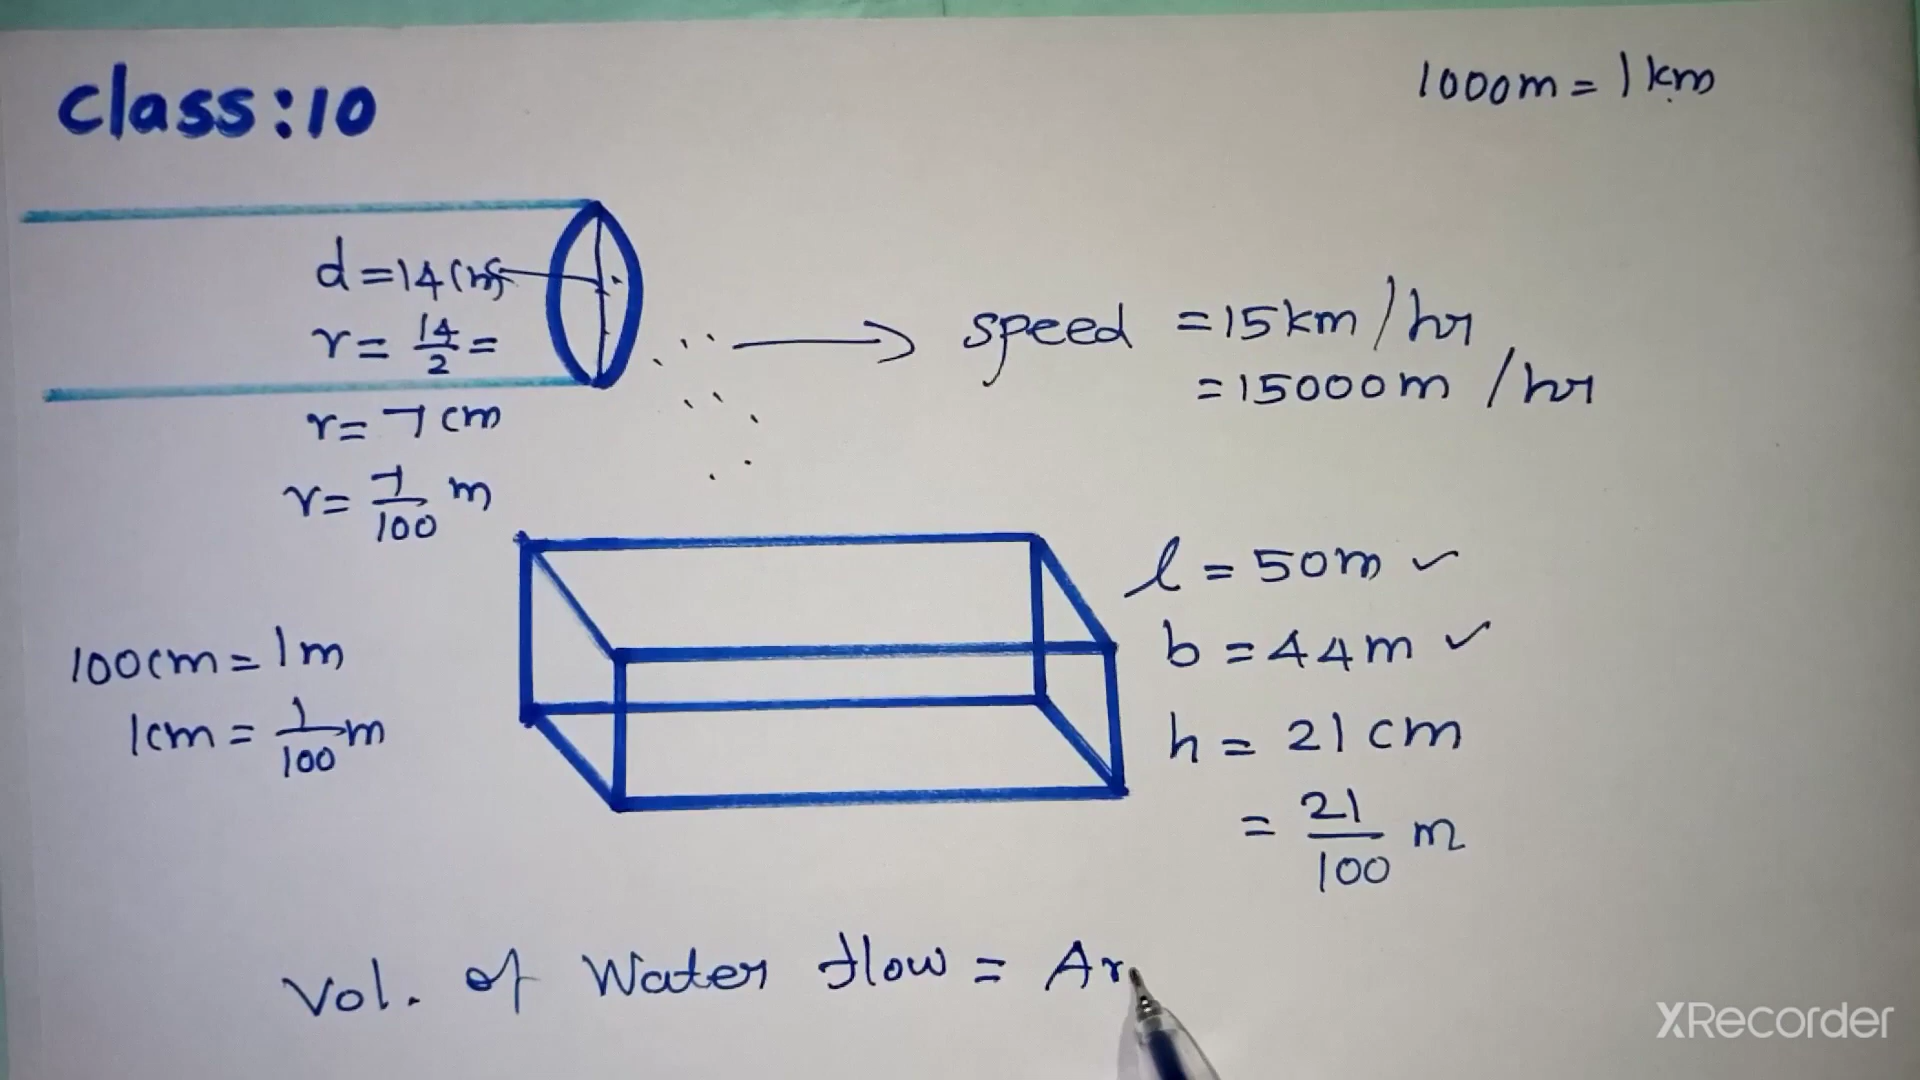 class:10
1000m = 1km
d = 14cm
r = 14/2 =
r = 7cm
r = 7/100 m
speed = 15km/hr
= 15000m/hr
100cm = 1m
1cm = 1/100 m
l = 50m ✓
b = 44m ✓
h = 21cm
= 21/100 m
Vol. of Water flow = Ar
XRecorder